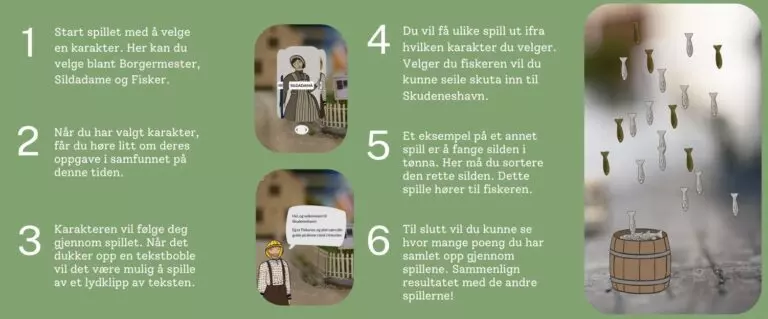 1
Start spillet med å velge
en karakter. Her kan du
velge blant Borgermester,
Sildadame og Fisker.
2
Når du har valgt karakter,
får du høre litt om deres
oppgave i samfunnet på
denne tiden.
3
Karakteren vil følge deg
gjennom spillet. Når det
dukker opp en tekstboble
vil det være mulig å spille
av et lydklipp av teksten.
SILDADAME
4
Du vil få ulike spill ut ifra
hvilken karakter du velger.
Velger du fiskeren vil du
kunne seile skuta inn til
Skudeneshavn.
5
Et eksempel på et annet
spill er å fange silden i
tønna. Her må du sortere
den rette silden. Dette
spille hører til fiskeren.
6
Til slutt vil du kunne se
hvor mange poeng du har
samlet opp gjennom
spillene. Sammenlign
resultatet med de andre
spillerne!